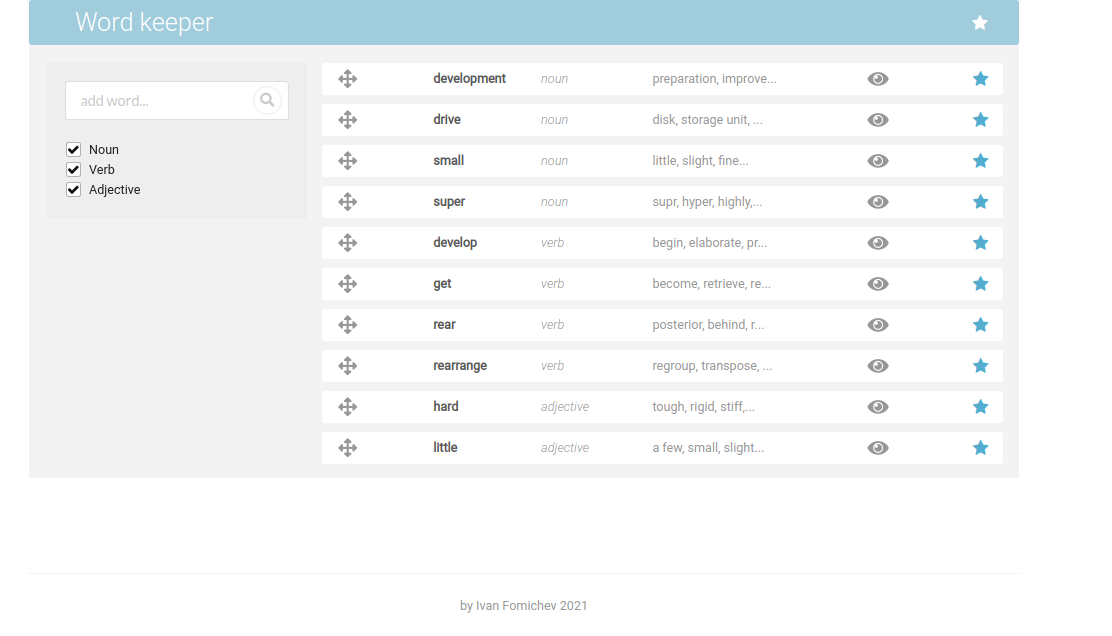 Word keeper
add word...
Noun
Verb
Adjective
development noun preparation, improve...
drive noun disk, storage unit, ...
small noun little, slight, fine...
super noun supr, hyper, highly,...
develop verb begin, elaborate, pr...
get verb become, retrieve, re...
rear verb posterior, behind, r...
rearrange verb regroup, transpose, ...
hard adjective tough, rigid, stiff,...
little adjective a few, small, slight...
by Ivan Fomichev 2021